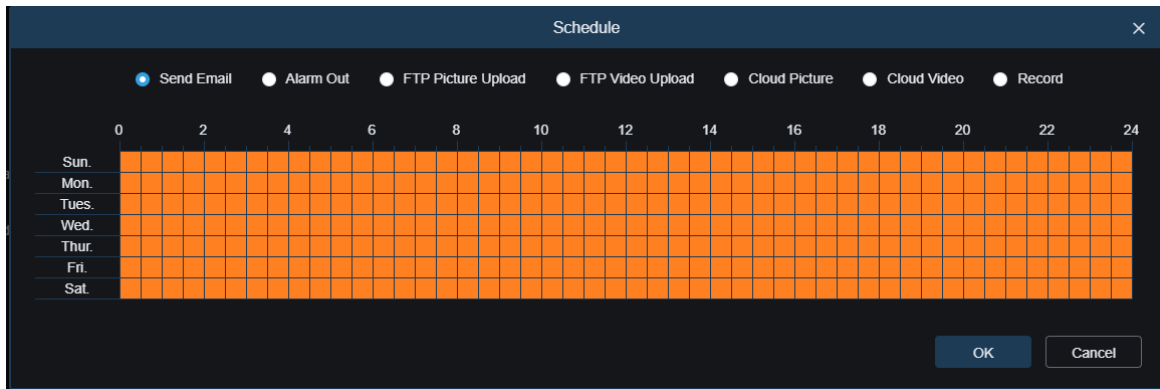 Schedule
Send Email Alarm Out FTP Picture Upload FTP Video Upload Cloud Picture Cloud Video Record
0 2 4 6 8 10 12 14 16 18 20 22 24
Sun.
Mon.
Tues.
Wed.
Thur.
Fri.
Sat.
OK Cancel